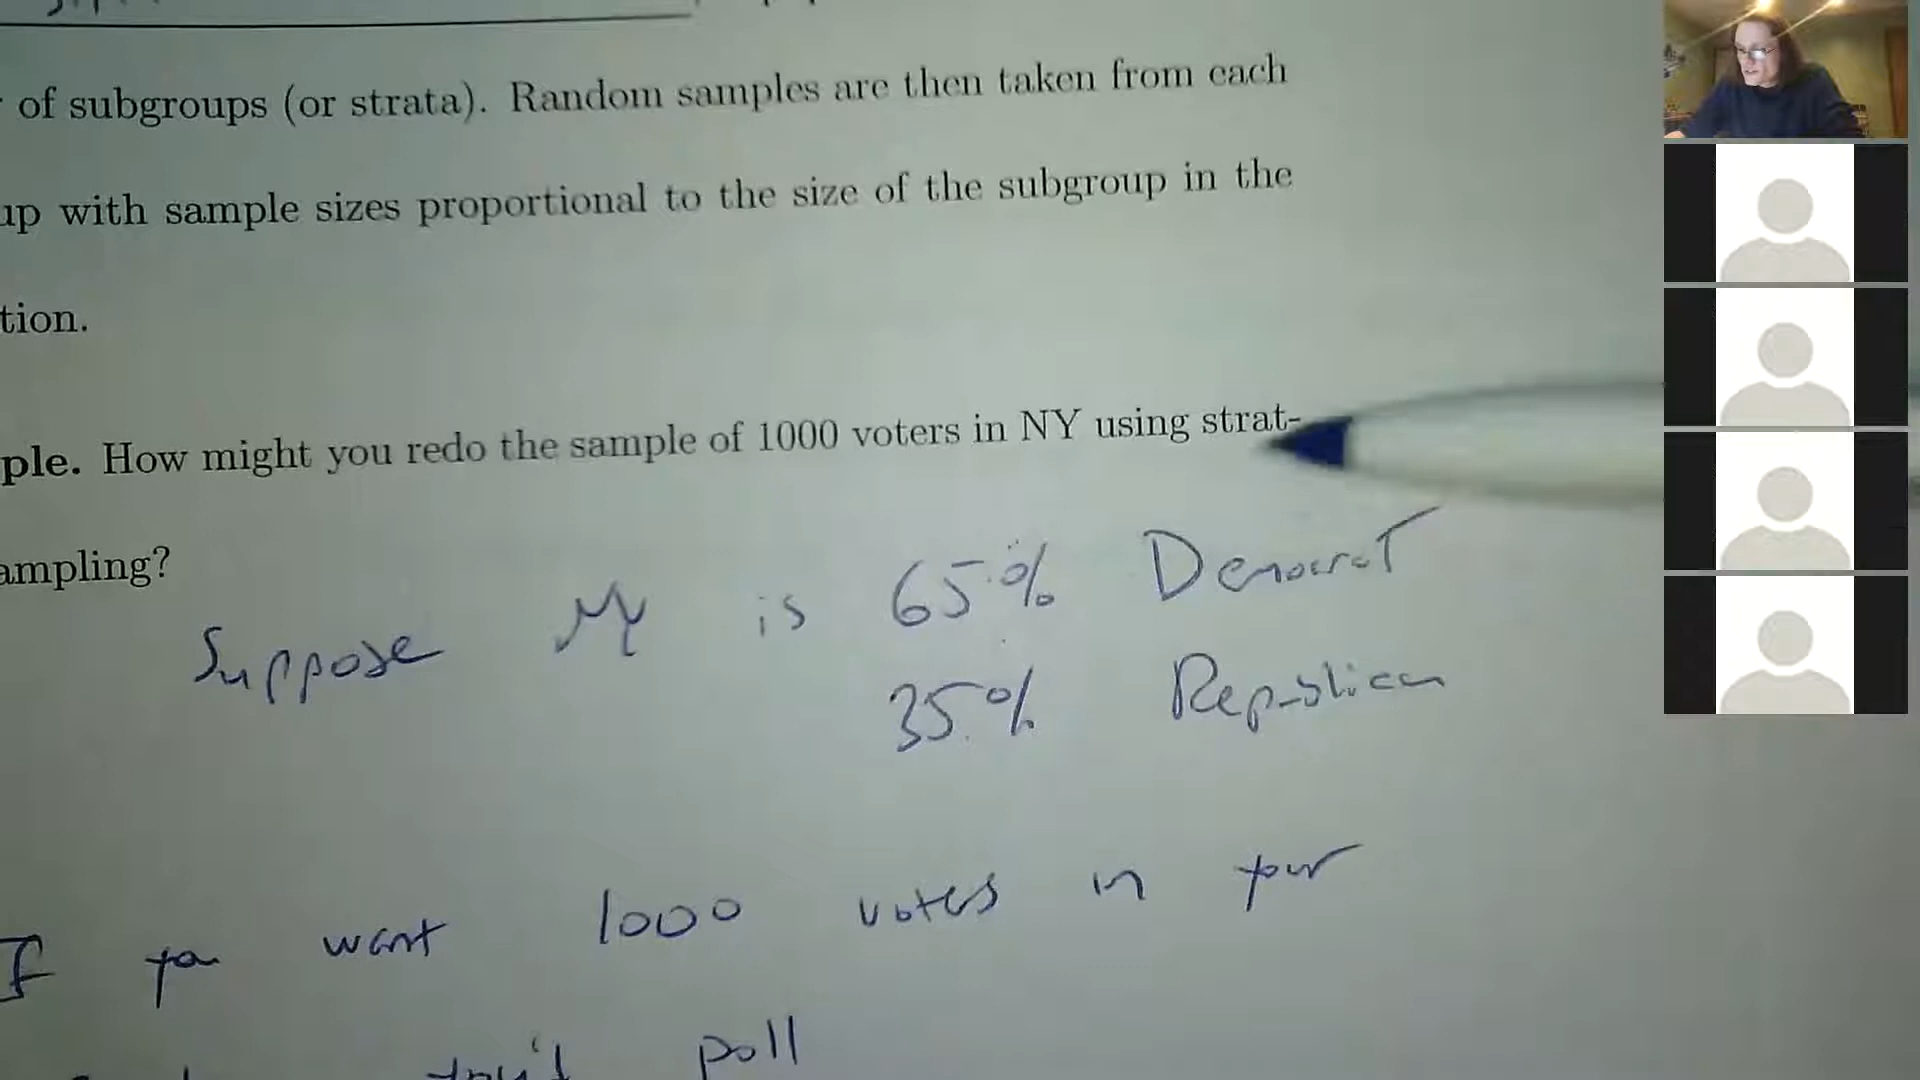 of subgroups (or strata). Random samples are then taken from each
up with sample sizes proportional to the size of the subgroup in the
tion.
ple. How might you redo the sample of 1000 voters in NY using strat-
ampling?
Suppose NY is 65% Democrat
35% Republican
If you want 1000 voters in your
you'd poll